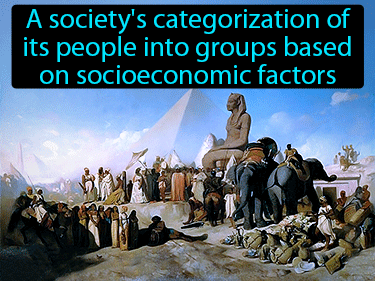 A society's categorization of
its people into groups based
on socioeconomic factors